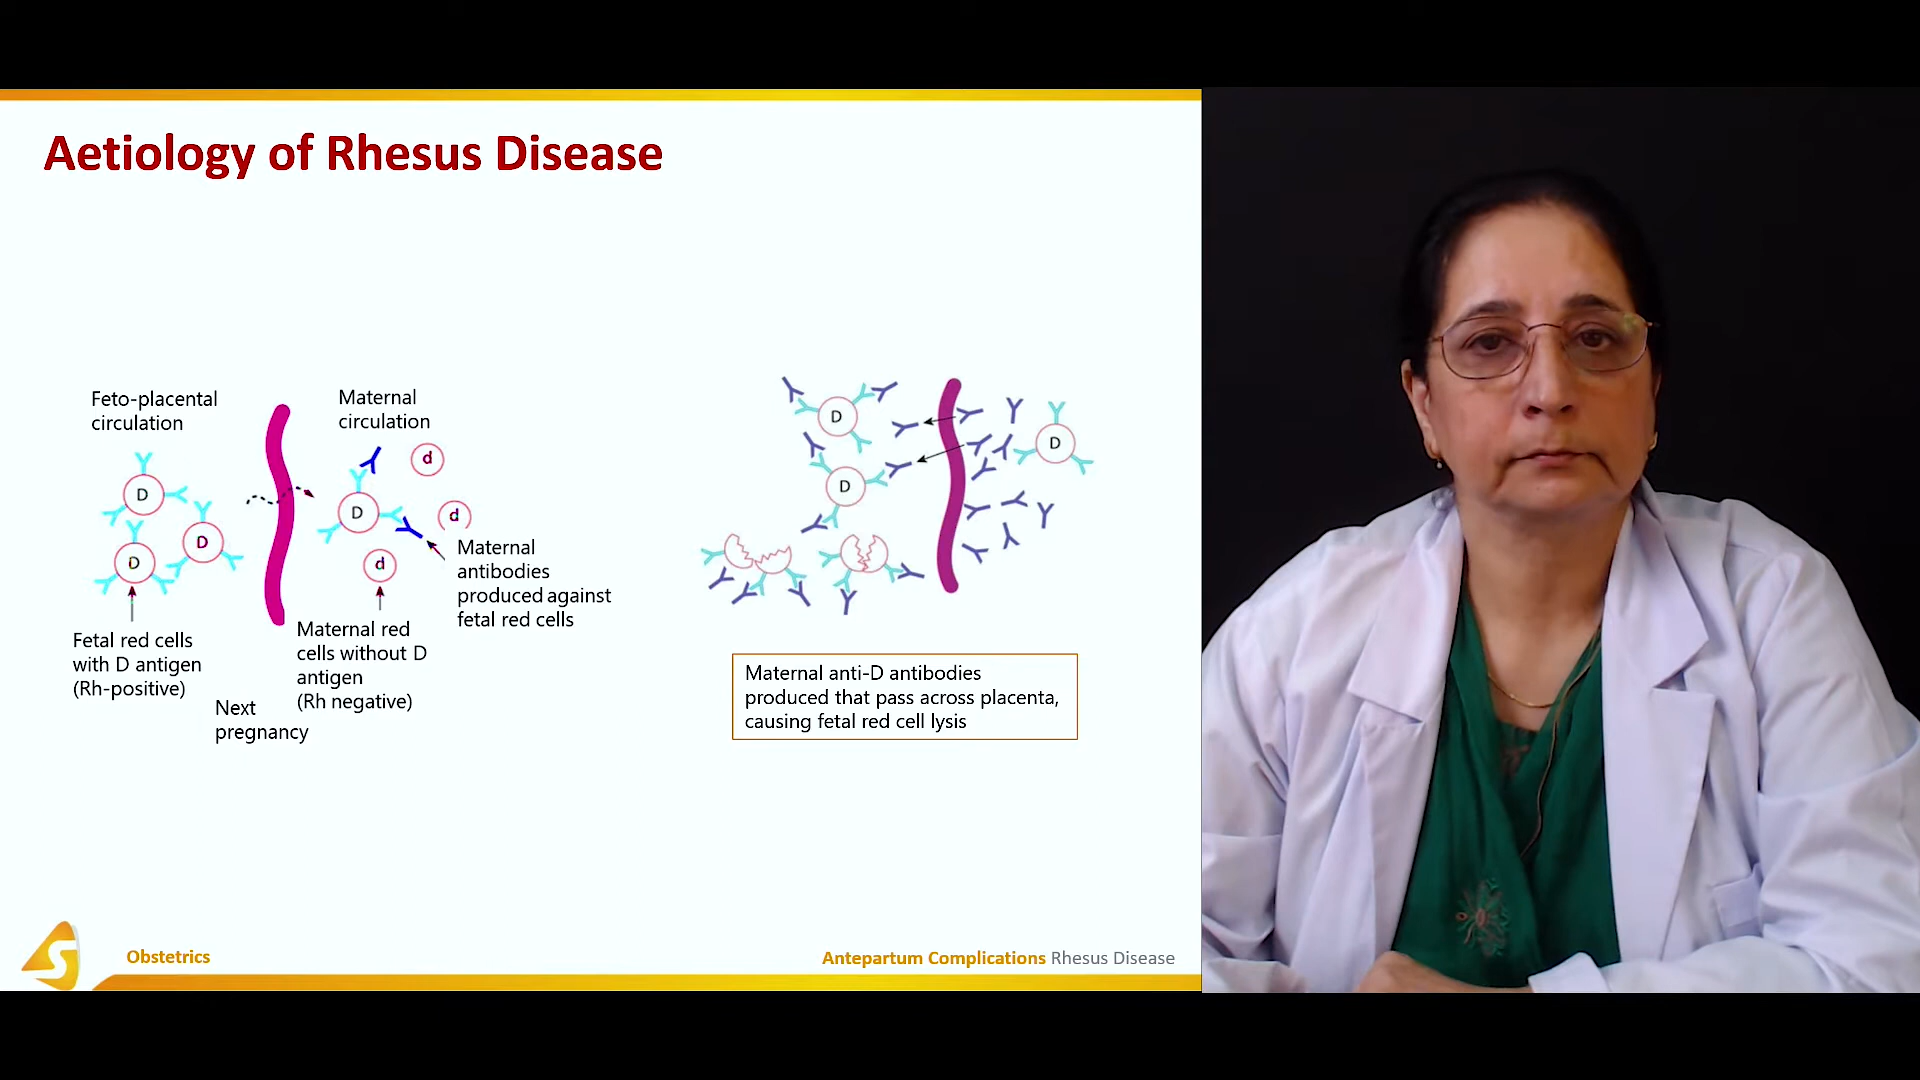 Aetiology of Rhesus Disease
Feto-placental
circulation
Maternal
circulation
D
D
D
D
d
d
d
Maternal
antibodies
produced against
fetal red cells
Fetal red cells
with D antigen
(Rh-positive)
Maternal red
cells without D
antigen
(Rh negative)
Next
pregnancy
D
D
D
Maternal anti-D antibodies
produced that pass across placenta,
causing fetal red cell lysis
S
Obstetrics
Antepartum Complications Rhesus Disease